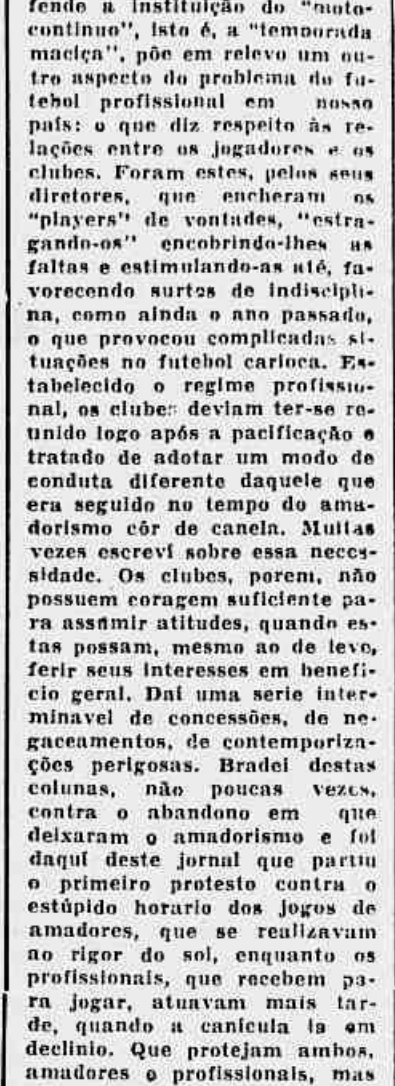 fende a instituição do "moto-
contínuo", isto é, a "temporada
maciça", põe em relevo um ou-
tro aspecto do problema do fu-
tebol profissional em nosso
país: o que diz respeito às re-
lações entre os jogadores e os
clubes. Foram estes, pelos seus
diretores, que encheram os
"players" de vontades, "estra-
gando-os" encobrindo-lhes as
faltas e estimulando-as até, fa-
vorecendo surtos de indiscipli-
na, como ainda o ano passado,
o que provocou complicadas si-
tuações no futebol carioca. Es-
tabelecido o regime profissio-
nal, os clubes deviam ter-se re-
unido logo após a pacificação e
tratado de adotar um modo de
conduta diferente daquele que
era seguido no tempo do ama-
dorismo côr de canela. Muitas
vezes escreví sobre essa neces-
sidade. Os clubes, porem, não
possuem coragem suficiente pa-
ra assumir atitudes, quando es-
tas possam, mesmo ao de leve,
ferir seus interesses em benefi-
cio geral. Daí uma serie inter-
minavel de concessões, de ne-
gaceamentos, de contemporiza-
ções perigosas. Bradei destas
colunas, não poucas vezes,
contra o abandono em que
deixaram o amadorismo e foi
daquí deste jornal que partiu
o primeiro protesto contra o
estúpido horario dos jogos de
amadores, que se realizavam
ao rigor do sol, enquanto os
profissionais, que recebem pa-
ra jogar, atuavam mais tar-
de, quando a canícula ia em
declinio. Que protejam ambos,
amadores e profissionais, mas